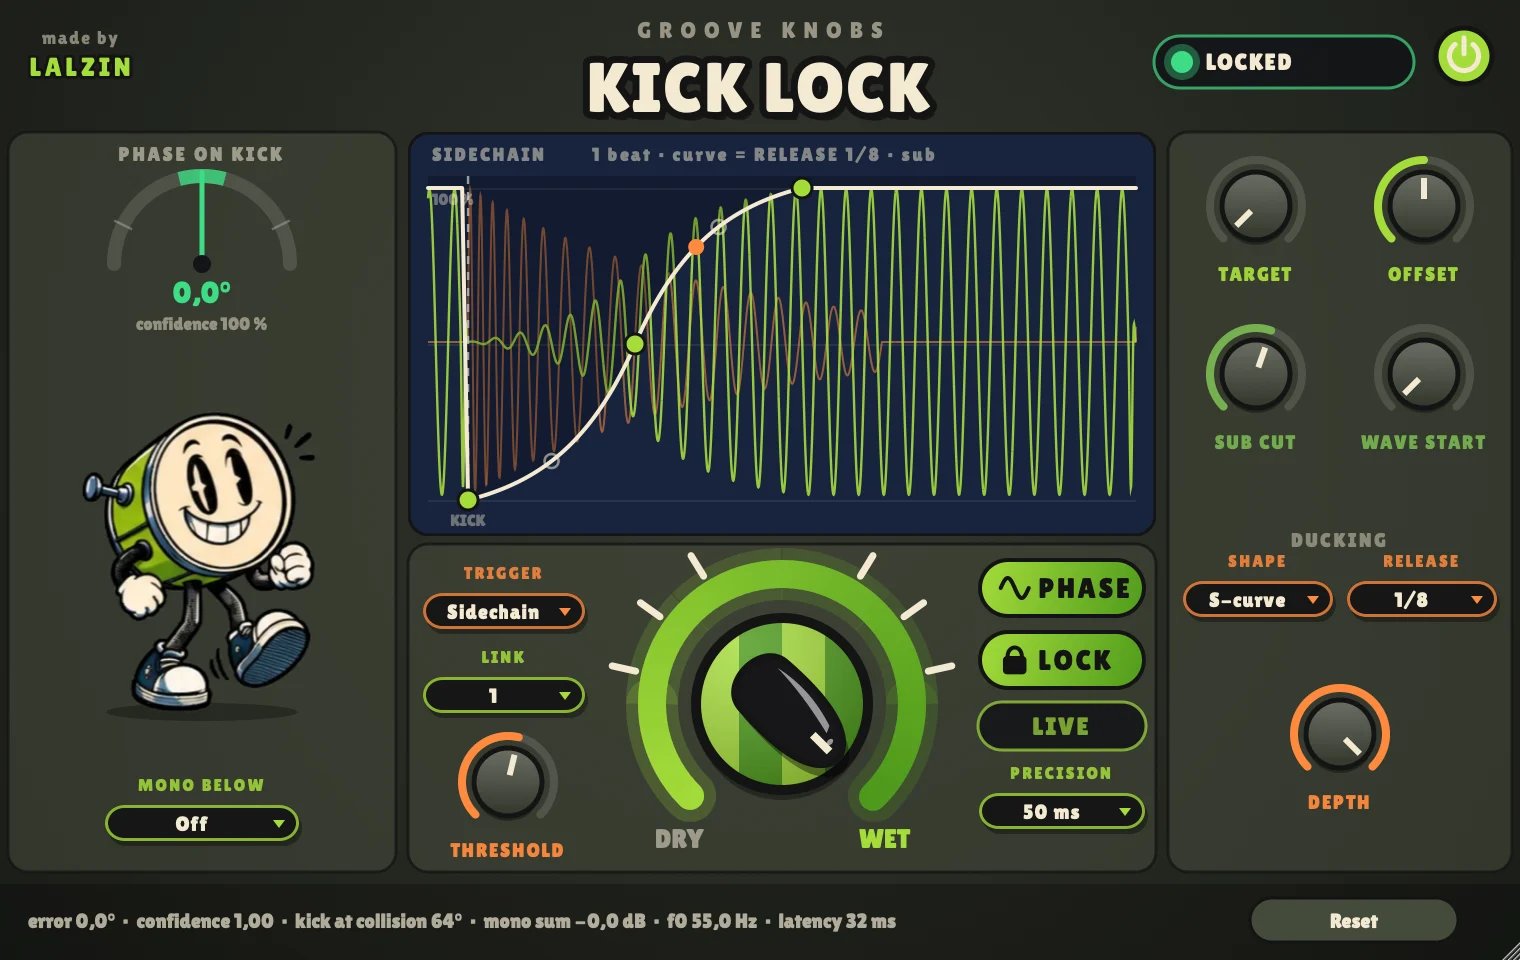 made by
LALZIN
GROOVE KNOBS
KICK LOCK
LOCKED
PHASE ON KICK
0,0°
confidence 100 %
MONO BELOW
Off
SIDECHAIN 1 beat · curve = RELEASE 1/8 · sub
100 %
KICK
TRIGGER
Sidechain
LINK
1
THRESHOLD
DRY
WET
PHASE
LOCK
LIVE
PRECISION
50 ms
TARGET OFFSET
SUB CUT WAVE START
DUCKING
SHAPE RELEASE
S-curve 1/8
DEPTH
error 0,0° · confidence 1,00 · kick at collision 64° · mono sum −0,0 dB · f0 55,0 Hz · latency 32 ms
Reset